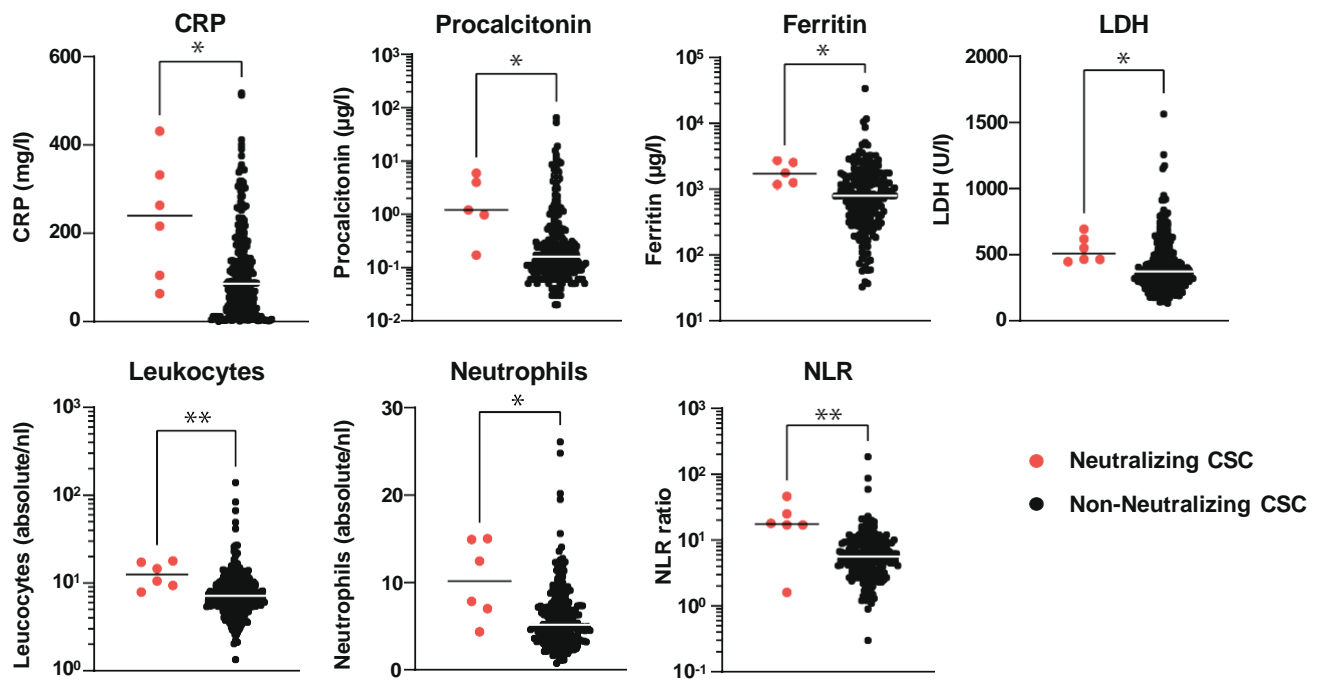 CRP
CRP (mg/l)
600
400
200
0
*
Procalcitonin
Procalcitonin (µg/l)
10³
10²
10¹
10⁰
10⁻¹
10⁻²
*
Ferritin
Ferritin (µg/l)
10⁵
10⁴
10³
10²
10¹
*
LDH
LDH (U/l)
2000
1500
1000
500
0
*
Leukocytes
Leucocytes (absolute/nl)
10³
10²
10¹
10⁰
**
Neutrophils
Neutrophils (absolute/nl)
30
20
10
0
*
NLR
NLR ratio
10³
10²
10¹
10⁰
10⁻¹
**
Neutralizing CSC
Non-Neutralizing CSC